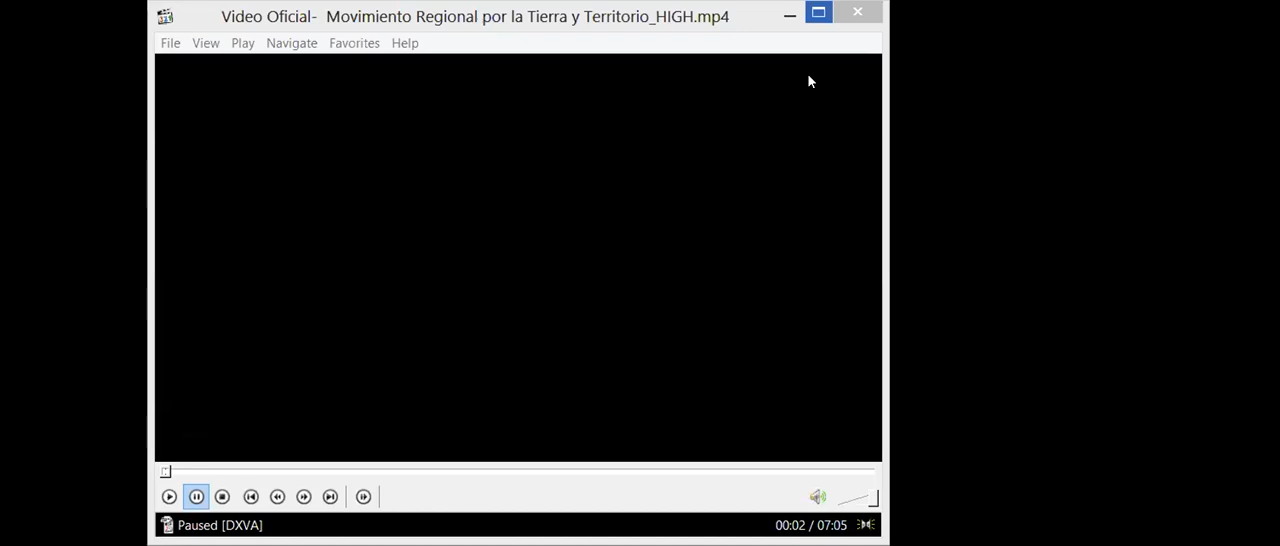 Video Oficial-  Movimiento Regional por la Tierra y Territorio_HIGH.mp4
File View Play Navigate Favorites Help
Paused [DXVA] 00:02 / 07:05